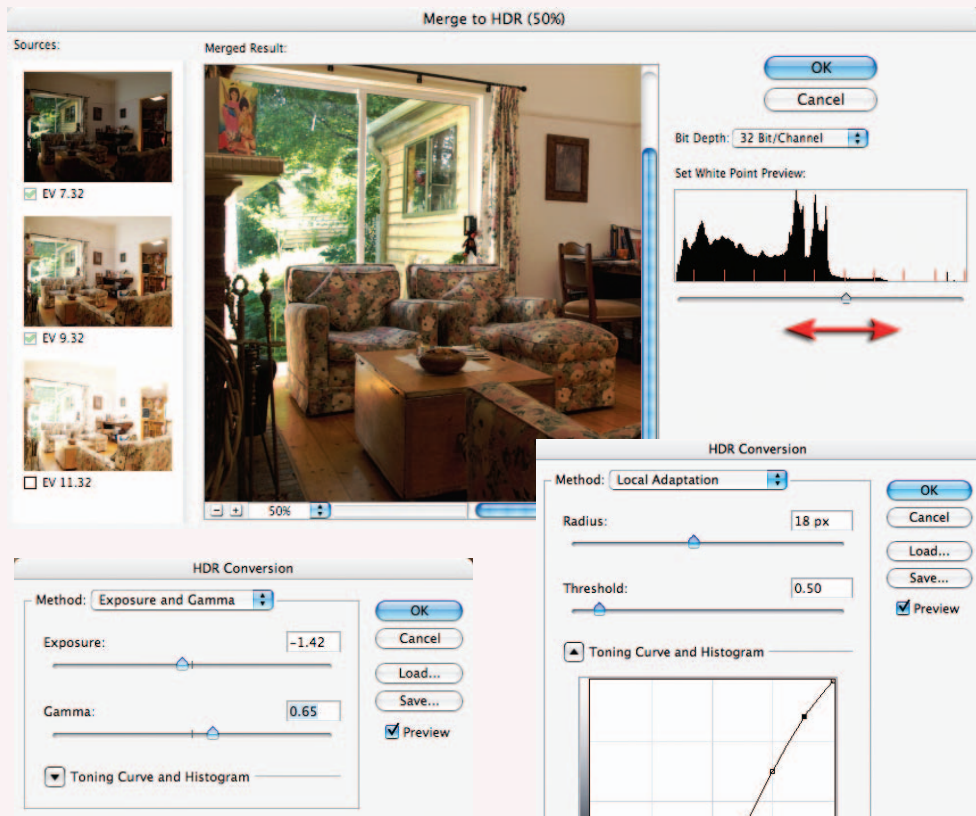 Merge to HDR (50%)
Sources:
Merged Result:
EV 7.32
EV 9.32
EV 11.32
50%
OK
Cancel
Bit Depth: 32 Bit/Channel
Set White Point Preview:
HDR Conversion
Method: Exposure and Gamma
Exposure: -1.42
Gamma: 0.65
Toning Curve and Histogram
OK
Cancel
Load...
Save...
Preview
HDR Conversion
Method: Local Adaptation
Radius: 18 px
Threshold: 0.50
Toning Curve and Histogram
OK
Cancel
Load...
Save...
Preview